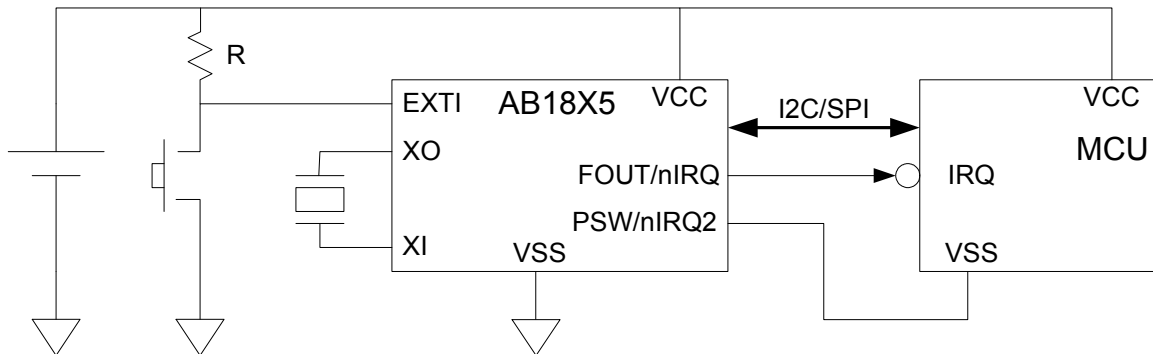 R
EXTI
AB18X5
VCC
I2C/SPI
VCC
MCU
XO
FOUT/nIRQ
IRQ
PSW/nIRQ2
XI
VSS
VSS